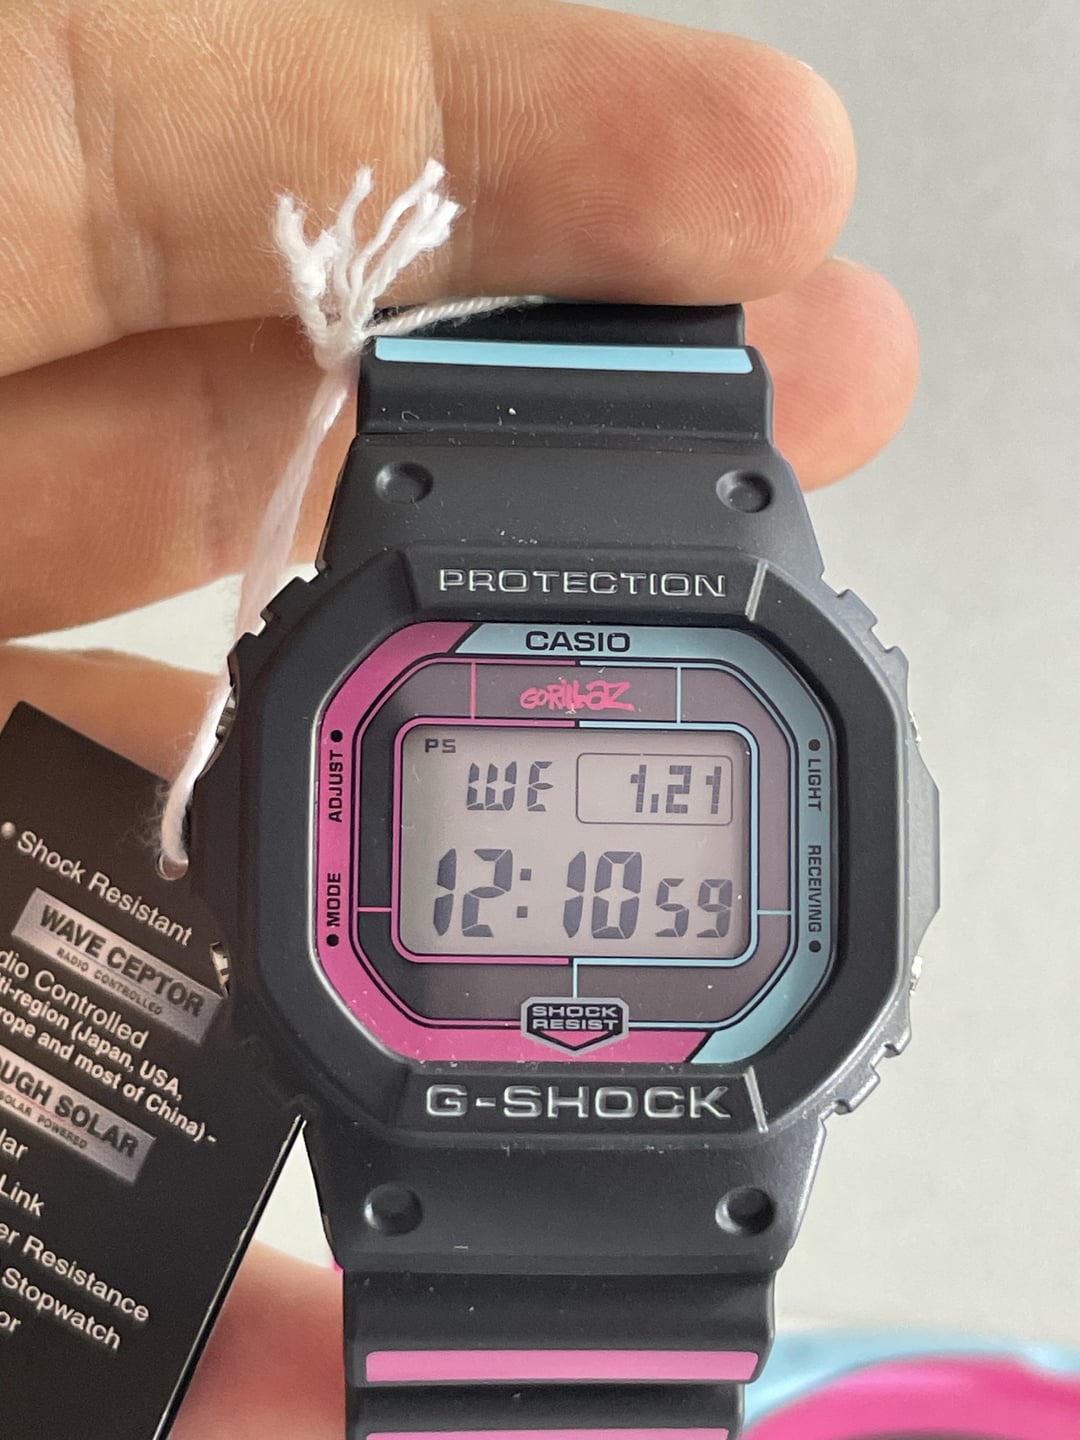 PROTECTION
CASIO
GORILLAZ
PS
WE 1.21
12:10 59
ADJUST
MODE
LIGHT
RECEIVING
SHOCK
RESIST
G-SHOCK
• Shock Resistant
WAVE CEPTOR
RADIO CONTROLLED
dio Controlled
ti-region (Japan, USA,
rope and most of China) -
UGH SOLAR
SOLAR POWERED
lar
Link
er Resistance
Stopwatch
or